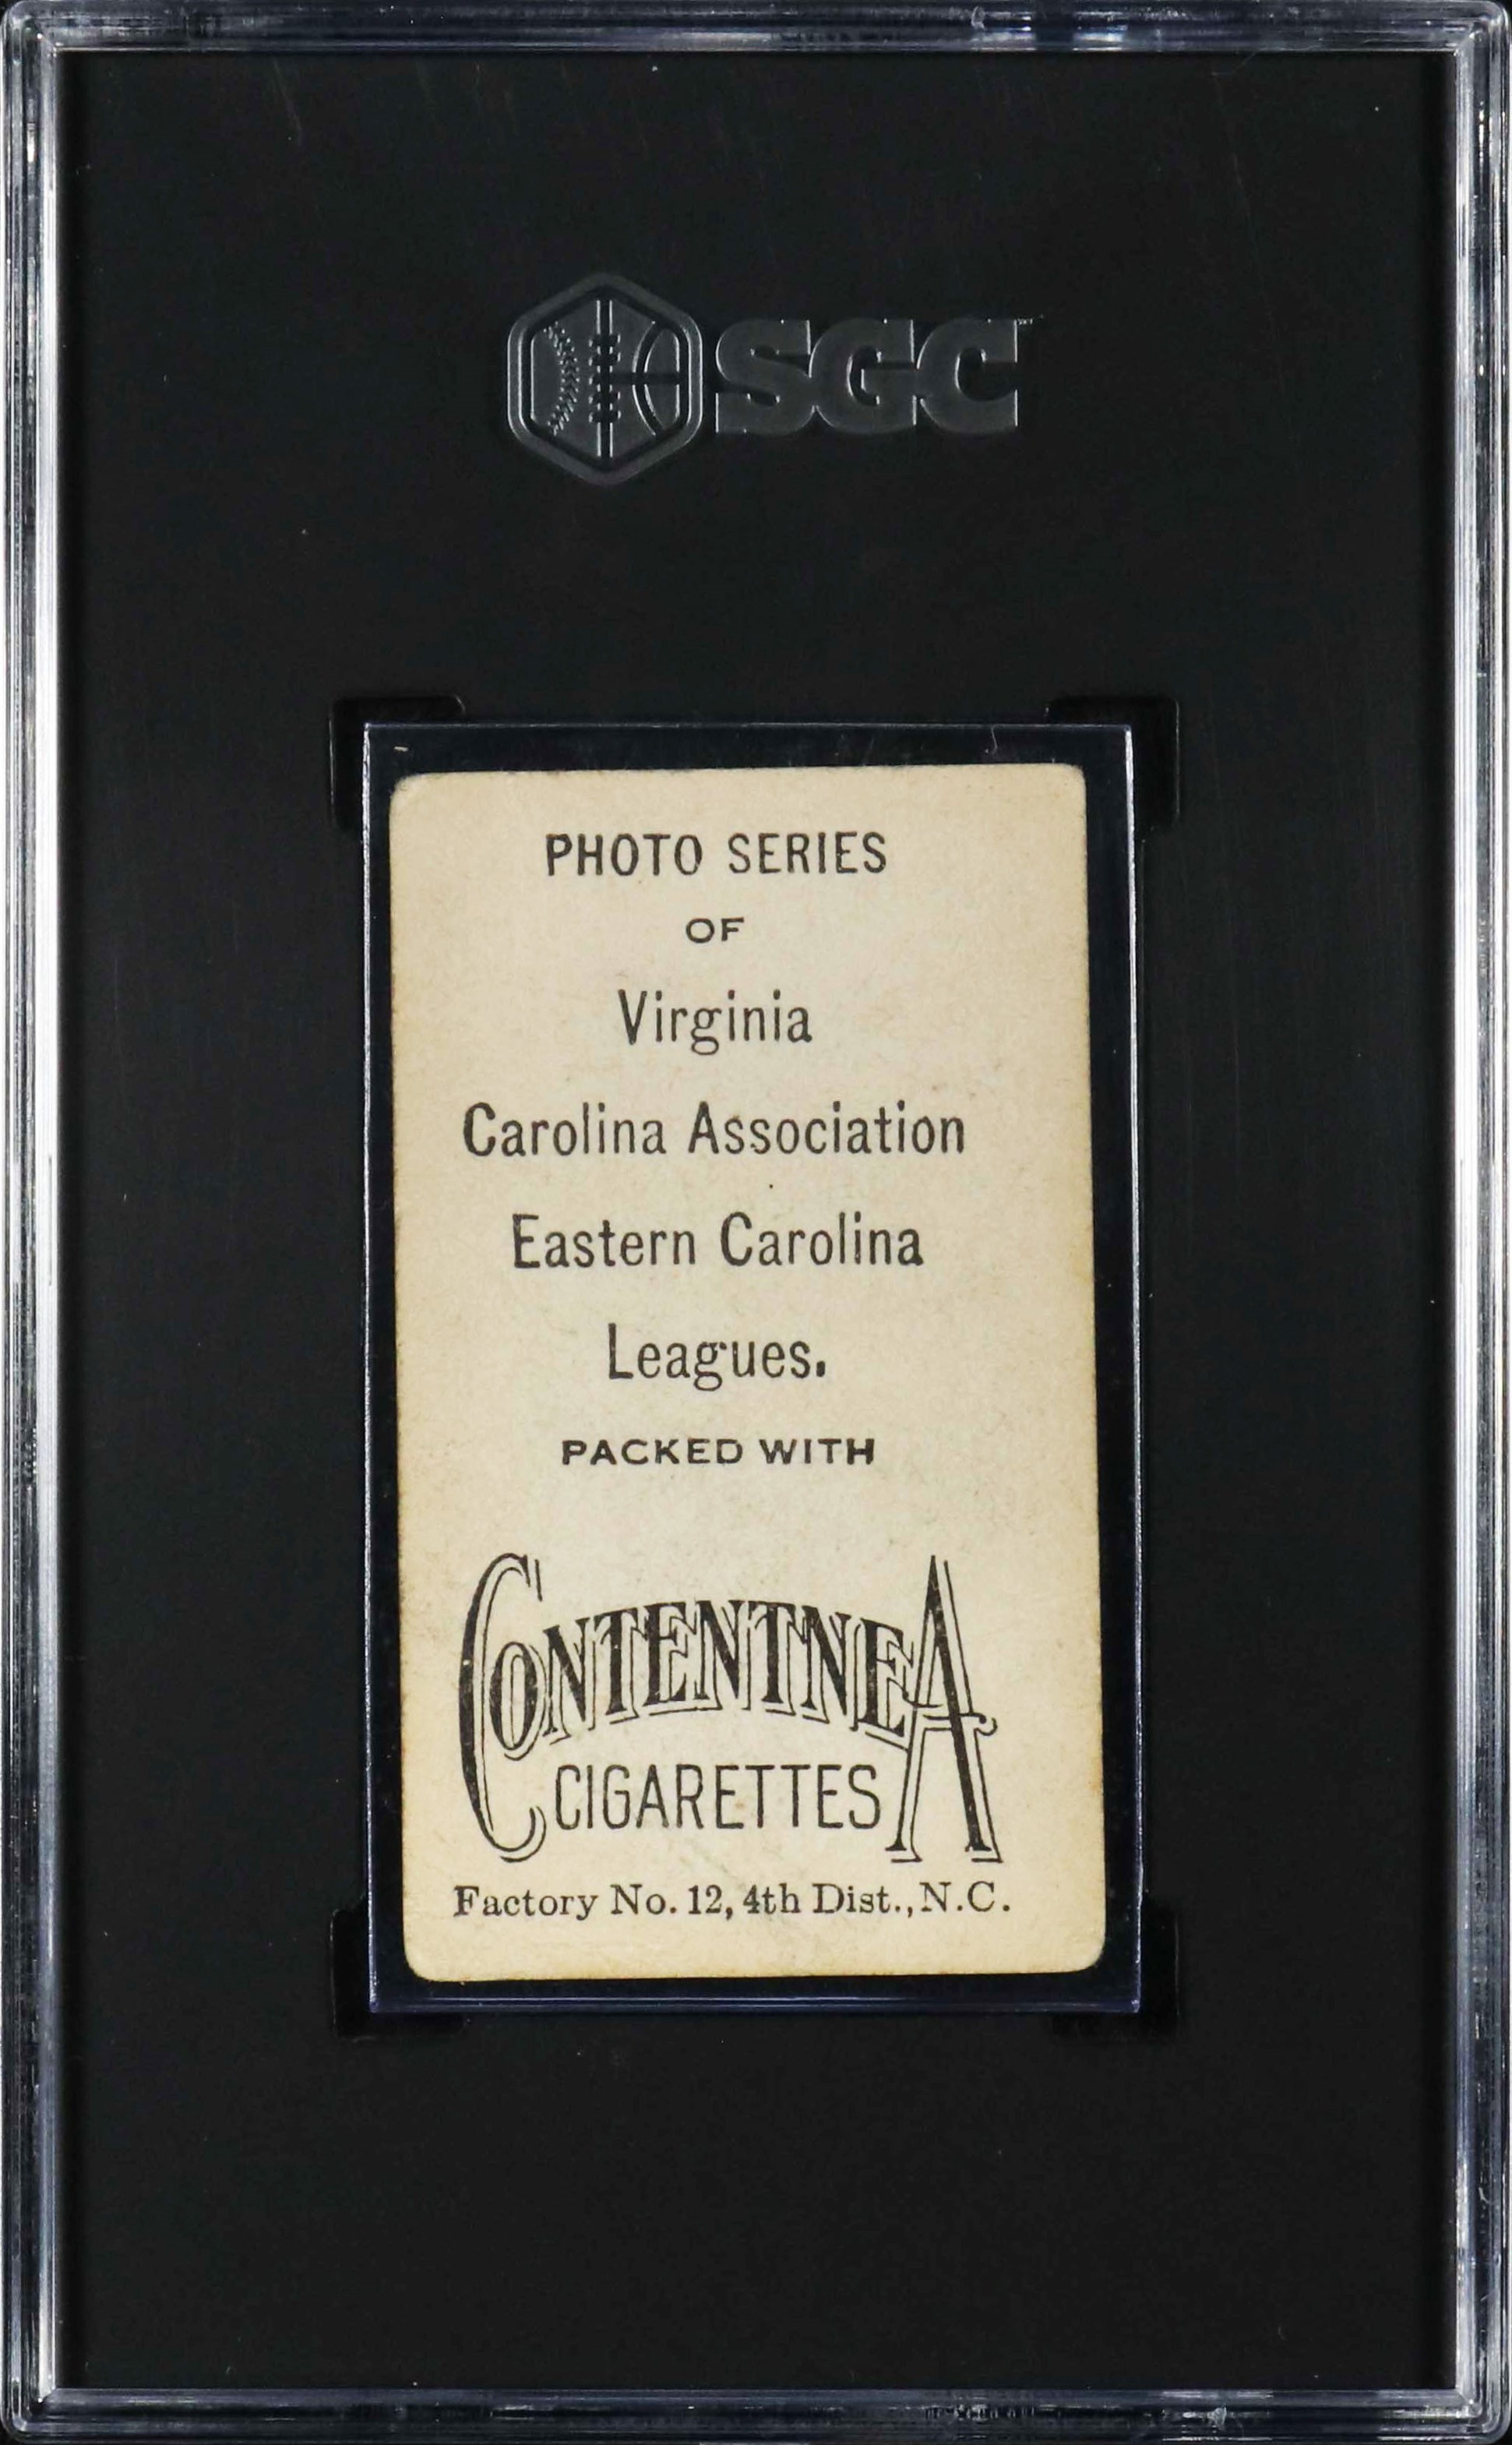 SGC
PHOTO SERIES
OF
Virginia
Carolina Association
Eastern Carolina
Leagues.
PACKED WITH
CONTENTNEA
CIGARETTES
Factory No. 12, 4th Dist., N.C.